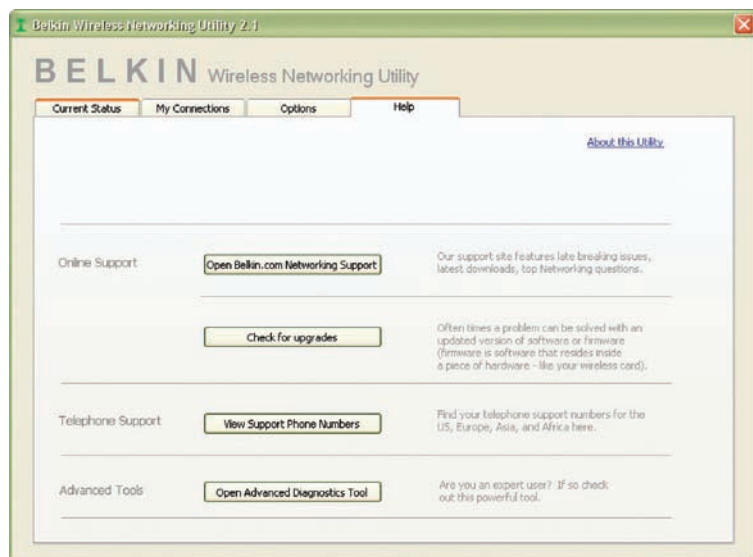 Belkin Wireless Networking Utility 2.1
BELKIN Wireless Networking Utility
Current Status
My Connections
Options
Help
About this Utility
Online Support
Open Belkin.com Networking Support
Our support site features late breaking issues,
latest downloads, top Networking questions.
Check for upgrades
Often times a problem can be solved with an
updated version of software or firmware
(firmware is software that resides inside
a piece of hardware - like your wireless card).
Telephone Support
View Support Phone Numbers
Find your telephone support numbers for the
US, Europe, Asia, and Africa here.
Advanced Tools
Open Advanced Diagnostics Tool
Are you an expert user? If so check
out this powerful tool.